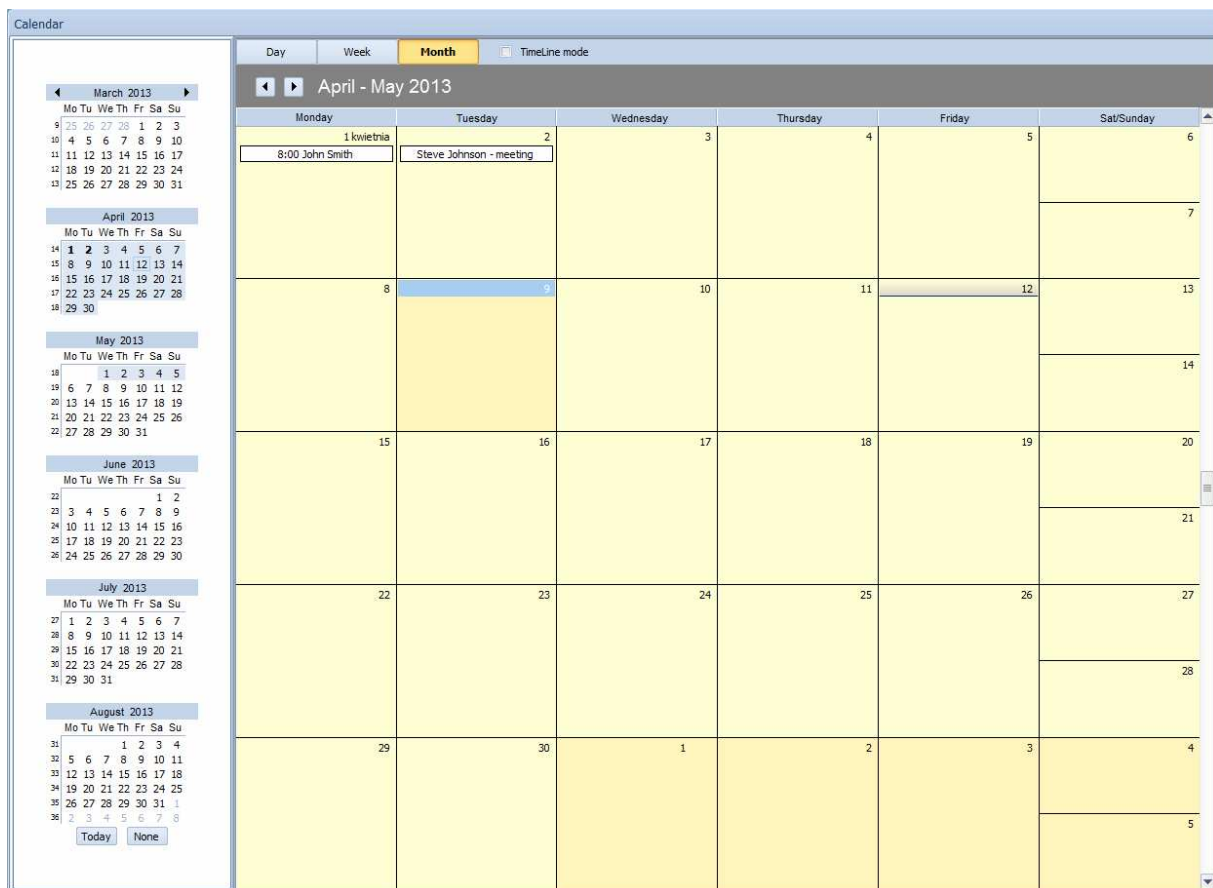 Calendar
Day Week Month TimeLine mode
April - May 2013
March 2013
Mo Tu We Th Fr Sa Su
9 25 26 27 28 1 2 3
10 4 5 6 7 8 9 10
11 11 12 13 14 15 16 17
12 18 19 20 21 22 23 24
13 25 26 27 28 29 30 31
April 2013
Mo Tu We Th Fr Sa Su
14 1 2 3 4 5 6 7
15 8 9 10 11 12 13 14
16 15 16 17 18 19 20 21
17 22 23 24 25 26 27 28
18 29 30
May 2013
Mo Tu We Th Fr Sa Su
18 1 2 3 4 5
19 6 7 8 9 10 11 12
20 13 14 15 16 17 18 19
21 20 21 22 23 24 25 26
22 27 28 29 30 31
June 2013
Mo Tu We Th Fr Sa Su
22 1 2
23 3 4 5 6 7 8 9
24 10 11 12 13 14 15 16
25 17 18 19 20 21 22 23
26 24 25 26 27 28 29 30
July 2013
Mo Tu We Th Fr Sa Su
27 1 2 3 4 5 6 7
28 8 9 10 11 12 13 14
29 15 16 17 18 19 20 21
30 22 23 24 25 26 27 28
31 29 30 31
August 2013
Mo Tu We Th Fr Sa Su
31 1 2 3 4
32 5 6 7 8 9 10 11
33 12 13 14 15 16 17 18
34 19 20 21 22 23 24 25
35 26 27 28 29 30 31 1
36 2 3 4 5 6 7 8
Today None
Monday Tuesday Wednesday Thursday Friday Sat/Sunday
1 kwietnia 2 3 4 5 6
8:00 John Smith Steve Johnson - meeting
7
8 9 10 11 12 13
14
15 16 17 18 19 20
21
22 23 24 25 26 27
28
29 30 1 2 3 4
5